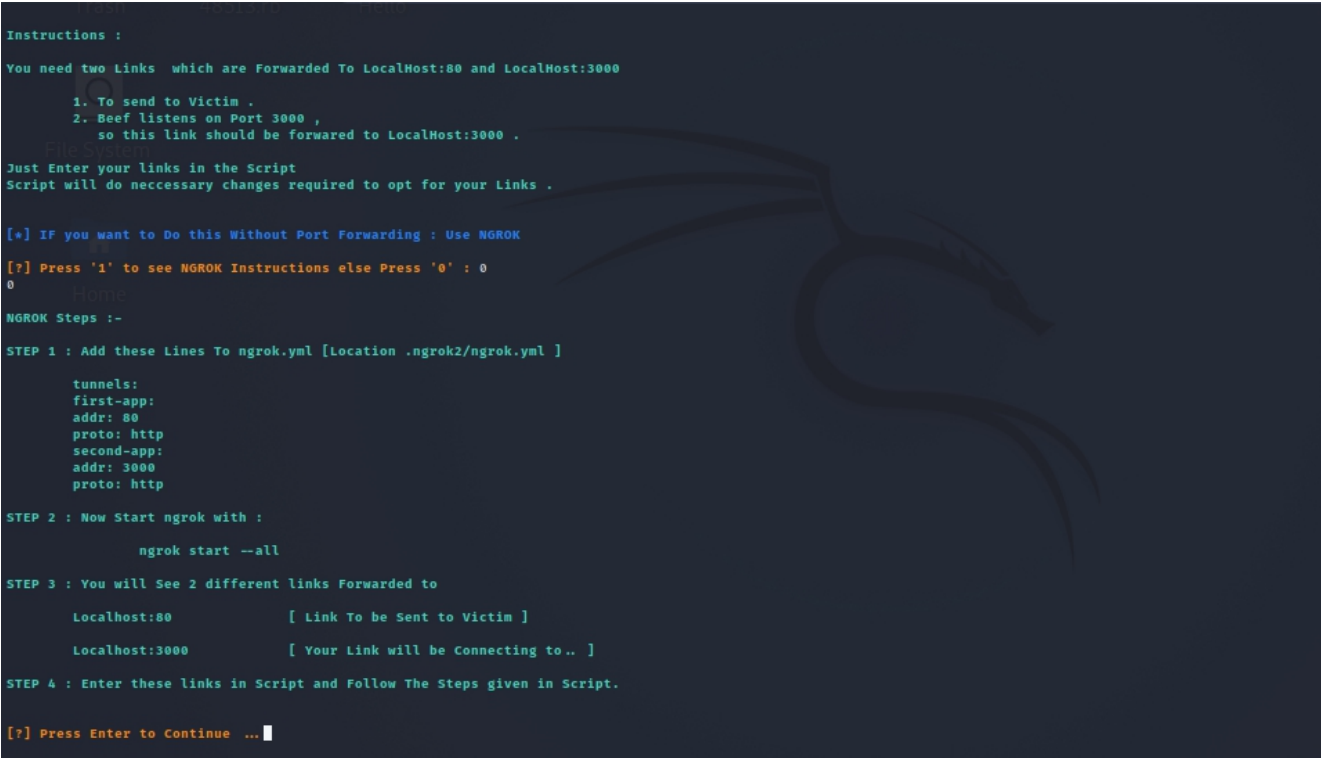 Trash 48513.rb Hello
Instructions :
You need two Links which are Forwarded To LocalHost:80 and LocalHost:3000
1. To send to Victim .
2. Beef listens on Port 3000 ,
so this link should be forwared to LocalHost:3000 .
File System
Just Enter your links in the Script
Script will do neccessary changes required to opt for your Links .
[*] IF you want to Do this Without Port Forwarding : Use NGROK
[?] Press '1' to see NGROK Instructions else Press '0' : 0
0
Home
NGROK Steps :-
STEP 1 : Add these Lines To ngrok.yml [Location .ngrok2/ngrok.yml ]
tunnels:
first-app:
addr: 80
proto: http
second-app:
addr: 3000
proto: http
STEP 2 : Now Start ngrok with :
ngrok start --all
STEP 3 : You will See 2 different links Forwarded to
Localhost:80 [ Link To be Sent to Victim ]
Localhost:3000 [ Your Link will be Connecting to.. ]
STEP 4 : Enter these links in Script and Follow The Steps given in Script.
[?] Press Enter to Continue ...